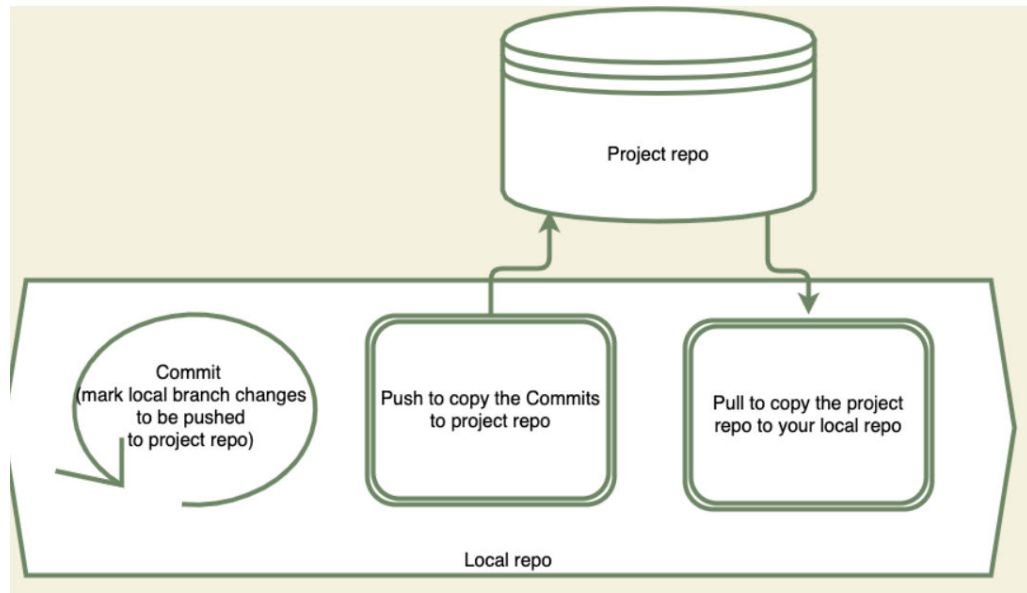 Project repo
Commit
(mark local branch changes
to be pushed
to project repo)
Push to copy the Commits
to project repo
Pull to copy the project
repo to your local repo
Local repo